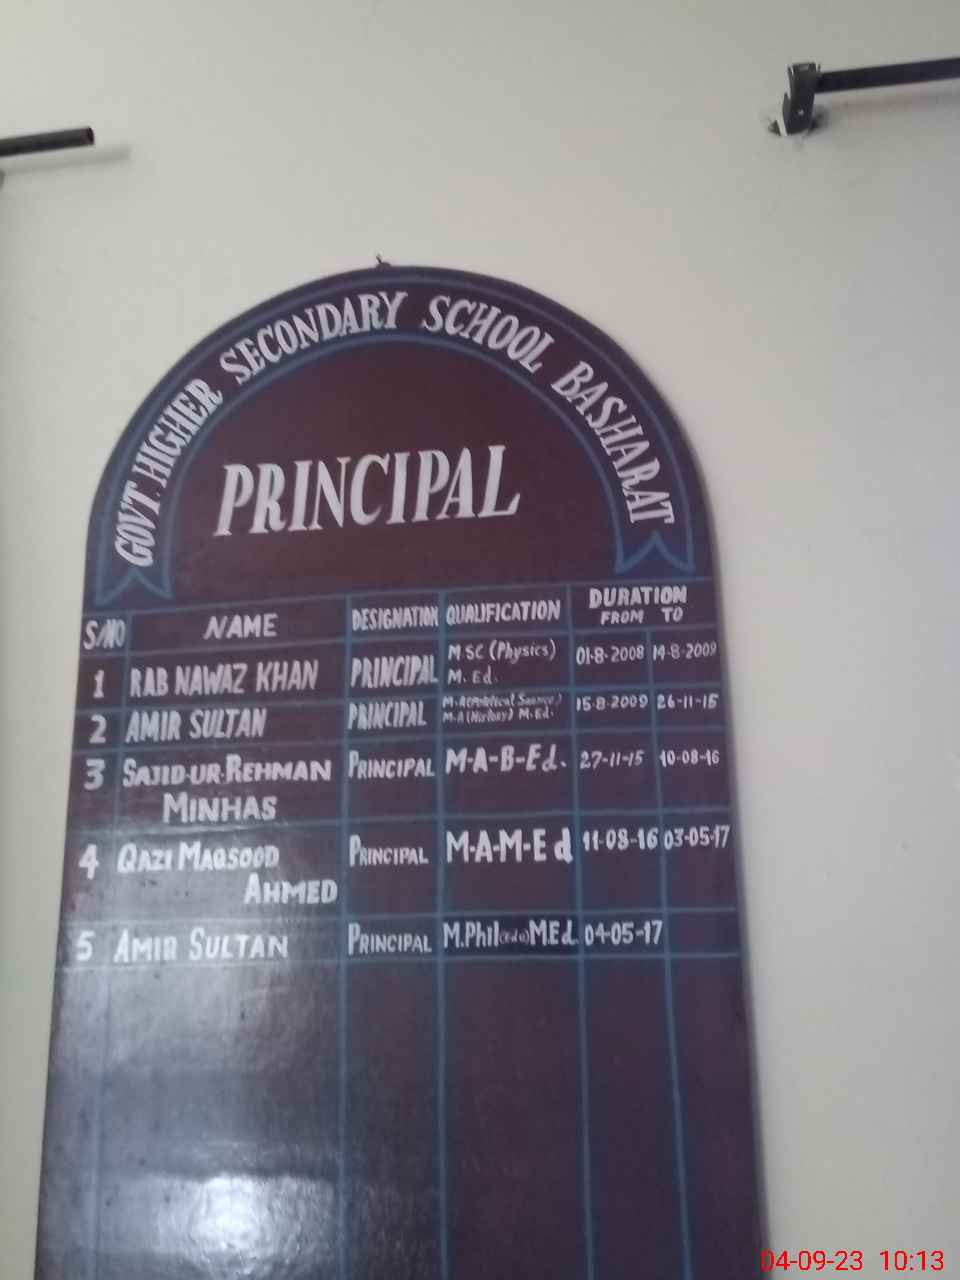 GOVT. HIGHER SECONDARY SCHOOL BASHARAT
PRINCIPAL
S/NO NAME DESIGNATION QUALIFICATION DURATION
FROM TO
1 RAB NAWAZ KHAN PRINCIPAL MSC (Physics) 01-8-2008 14-8-2009
M. Ed.
2 AMIR SULTAN PRINCIPAL 15-8-2009 26-11-15
M-A (History) M-Ed.
3 SAJID-UR-REHMAN PRINCIPAL M-A-B-Ed. 27-11-15 10-08-16
MINHAS
4 QAZI MAQSOOD PRINCIPAL M-A-M-Ed 11-08-16 03-05-17
AHMED
5 AMIR SULTAN PRINCIPAL M.Phil M.Ed. 04-05-17
04-09-23 10:13